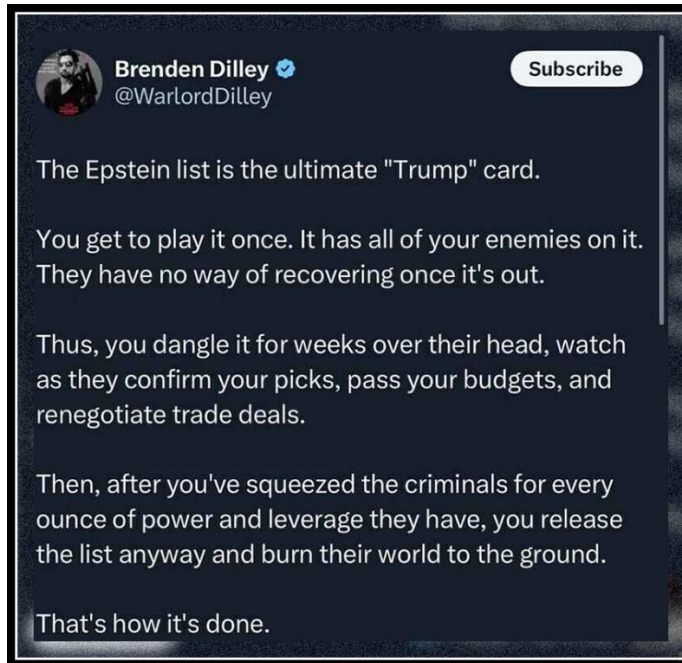 Brenden Dilley
Subscribe
@WarlordDilley
The Epstein list is the ultimate "Trump" card.
You get to play it once. It has all of your enemies on it.
They have no way of recovering once it's out.
Thus, you dangle it for weeks over their head, watch
as they confirm your picks, pass your budgets, and
renegotiate trade deals.
Then, after you've squeezed the criminals for every
ounce of power and leverage they have, you release
the list anyway and burn their world to the ground.
That's how it's done.